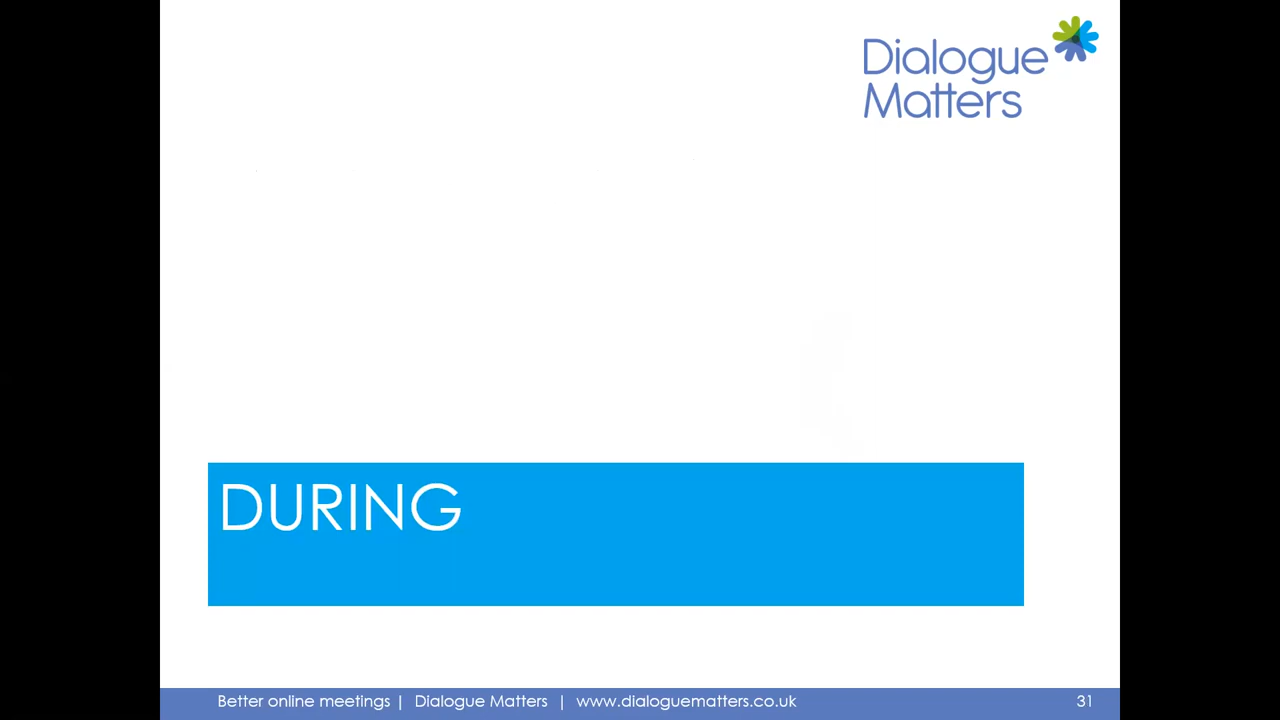 Dialogue
Matters
DURING
Better online meetings | Dialogue Matters | www.dialoguematters.co.uk 31